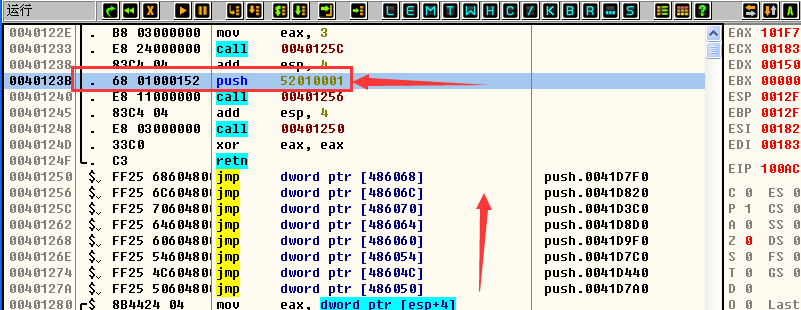 运行 L E M T W H C / K B R ... S ?
0040122E . B8 03000000 mov eax, 3
00401233 . E8 24000000 call 0040125C
00401238 . 83C4 04 add esp, 4
0040123B . 68 01000152 push 52010001
00401240 . E8 11000000 call 00401256
00401245 . 83C4 04 add esp, 4
00401248 . E8 03000000 call 00401250
0040124D . 33C0 xor eax, eax
0040124F . C3 retn
00401250 $ FF25 68604800 jmp dword ptr [486068] push.0041D7F0
00401256 $ FF25 6C604800 jmp dword ptr [48606C] push.0041D820
0040125C $ FF25 70604800 jmp dword ptr [486070] push.0041D3C0
00401262 $ FF25 64604800 jmp dword ptr [486064] push.0041D8D0
00401268 $ FF25 60604800 jmp dword ptr [486060] push.0041D9F0
0040126E $ FF25 54604800 jmp dword ptr [486054] push.0041D7C0
00401274 $ FF25 4C604800 jmp dword ptr [48604C] push.0041D440
0040127A $ FF25 50604800 jmp dword ptr [486050] push.0041D7A0
00401280 $ 8B4424 04 mov eax, dword ptr [esp+4]
EAX 101F7
ECX 00183
EDX 00150
EBX 00000
ESP 0012F
EBP 0012F
ESI 00182
EDI 00183
EIP 100AC
C 0 ES 0
P 1 CS 0
A 0 SS 0
Z 0 DS 0
S 0 FS 0
T 0 GS 0
D 0
O 0 Last